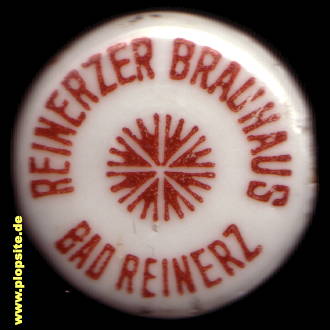 REINERZER BRAUHAUS
BAD REINERZ
www.plopsite.de